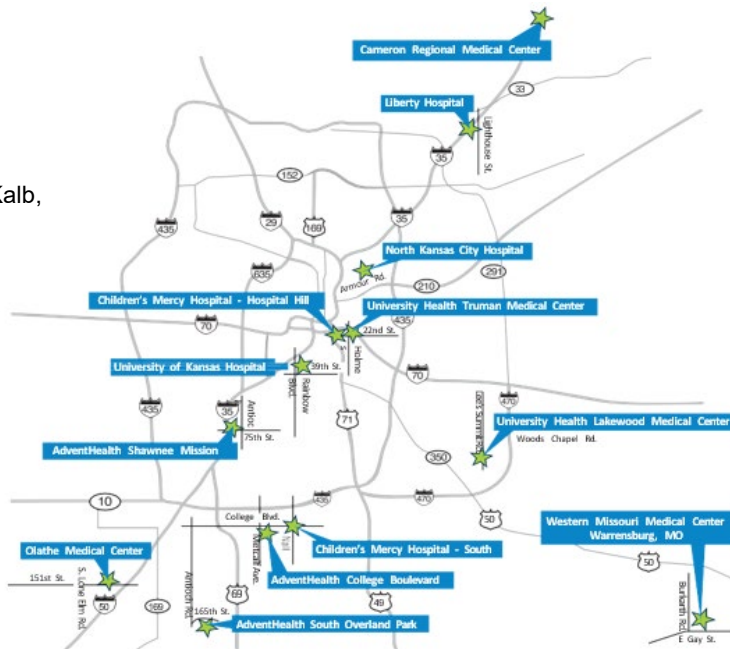 Cameron Regional Medical Center
33
Liberty Hospital
Lighthouse St.
35
Kalb,
152
435
29
169
35
North Kansas City Hospital
635
Armour Rd.
210
291
Children's Mercy Hospital - Hospital Hill
University Health Truman Medical Center
70
435
22nd St.
Holme
University of Kansas Hospital
39th St.
Rainbow
Blvd.
70
435
35
Antioc
71
470
University Health Lakewood Medical Center
75th St.
Woods Chapel Rd.
AdventHealth Shawnee Mission
350
10
435
470
College Blvd.
50
Western Missouri Medical Center
Warrensburg, MO
Olathe Medical Center
Children's Mercy Hospital - South
Metcalf Ave.
50
151st St.
S. Lone Elm Rd.
AdventHealth College Boulevard
Antioch Rd.
69
50
169
165th St.
49
Burkarth Rd.
AdventHealth South Overland Park
E Gay St.